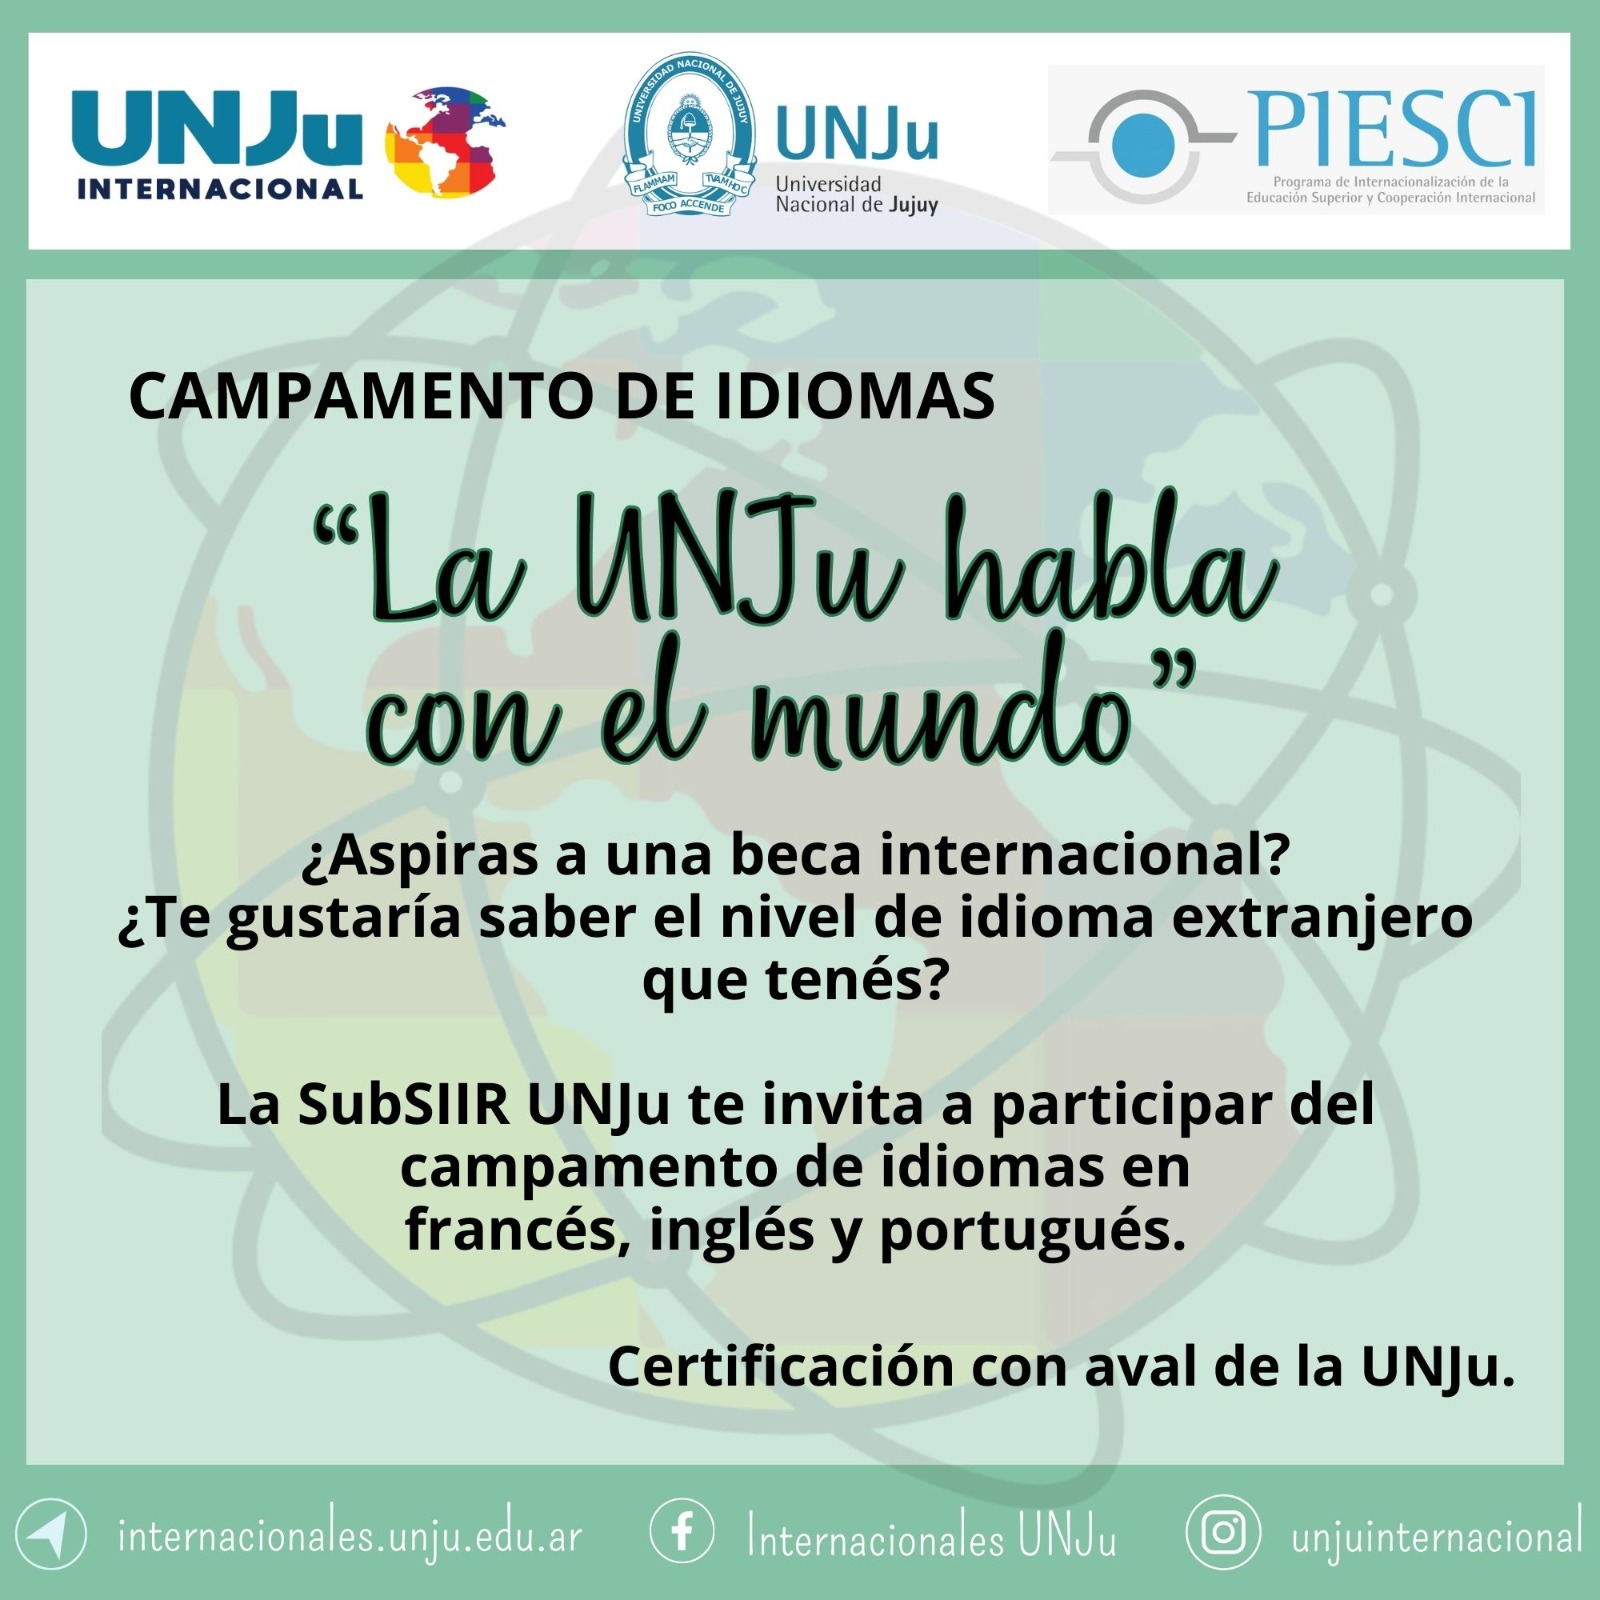 UNJu
INTERNACIONAL
UNIVERSIDAD NACIONAL DE JUJUY
FLAMMAM TVAM HOC
FOCO ACCENDE
UNJu
Universidad
Nacional de Jujuy
PIESCI
Programa de Internacionalización de la
Educación Superior y Cooperación Internacional
CAMPAMENTO DE IDIOMAS
“La UNJu habla
con el mundo”
¿Aspiras a una beca internacional?
¿Te gustaría saber el nivel de idioma extranjero
que tenés?
La SubSIIR UNJu te invita a participar del
campamento de idiomas en
francés, inglés y portugués.
Certificación con aval de la UNJu.
internacionales.unju.edu.ar
Internacionales UNJu
unjuinternacional